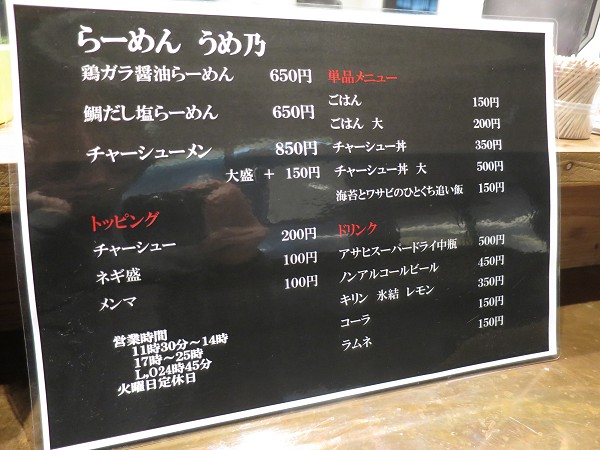 らーめん うめ乃
鶏ガラ醤油らーめん 650円
鯛だし塩らーめん 650円
チャーシューメン 850円
大盛 + 150円
トッピング
チャーシュー 200円
ネギ盛 100円
メンマ 100円
営業時間
11時30分~14時
17時~25時
L,O24時45分
火曜日定休日
単品メニュー
ごはん 150円
ごはん 大 200円
チャーシュー丼 350円
チャーシュー丼 大 500円
海苔とワサビのひとくち追い飯 150円
ドリンク
アサヒスーパードライ中瓶 500円
ノンアルコールビール 450円
キリン 氷結 レモン 350円
コーラ 150円
ラムネ 150円